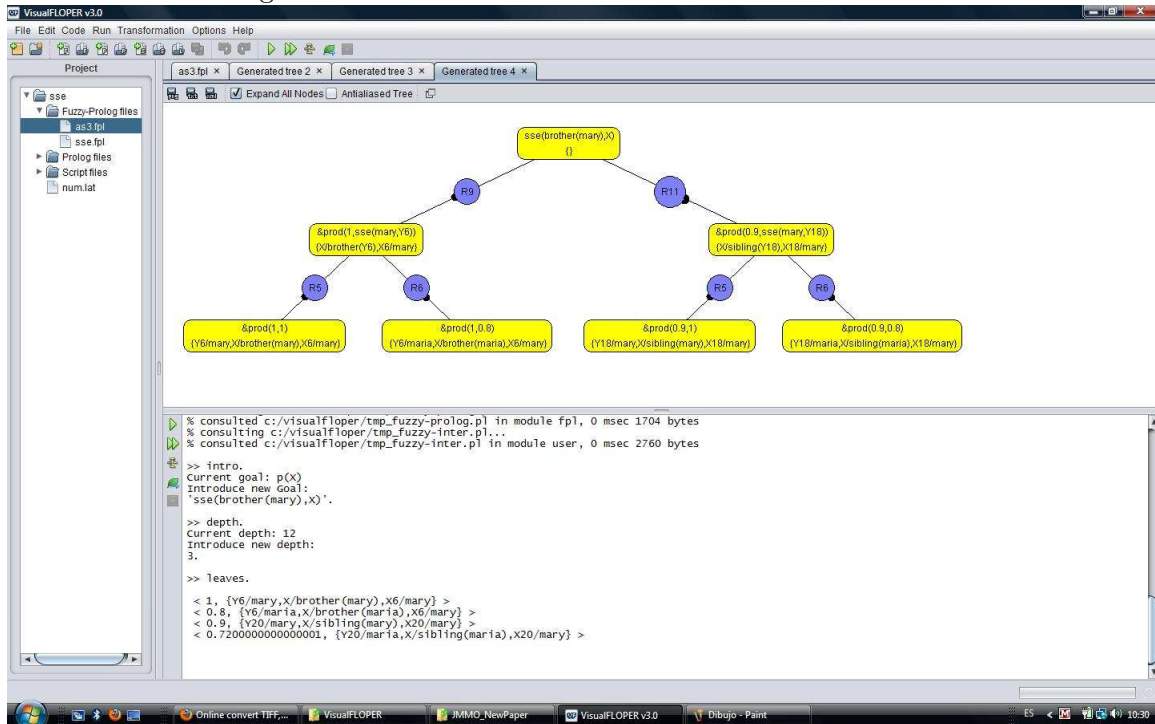 VisualFLOPER v3.0
File Edit Code Run Transformation Options Help
Project
as3.fpl × Generated tree 2 × Generated tree 3 × Generated tree 4 ×
Expand All Nodes Antialiased Tree
sse
Fuzzy-Prolog files
as3.fpl
sse.fpl
Prolog files
Script files
num.lat
sse(brother(mary),X)
{}
R9 R11
&prod(1,sse(mary,Y6))
{X/brother(Y6),X6/mary}
&prod(0.9,sse(mary,Y18))
{X/sibling(Y18),X18/mary}
R5 R6 R5 R6
&prod(1,1)
{Y6/mary,X/brother(mary),X6/mary}
&prod(1,0.8)
{Y6/maria,X/brother(maria),X6/mary}
&prod(0.9,1)
{Y18/mary,X/sibling(mary),X18/mary}
&prod(0.9,0.8)
{Y18/maria,X/sibling(maria),X18/mary}
% consulted c:/visualfloper/tmp_fuzzy-prolog.pl in module fpl, 0 msec 1704 bytes
% consulting c:/visualfloper/tmp_fuzzy-inter.pl...
% consulted c:/visualfloper/tmp_fuzzy-inter.pl in module user, 0 msec 2760 bytes
>> intro.
Current goal: p(X)
Introduce new Goal:
'sse(brother(mary),X)'.
>> depth.
Current depth: 12
Introduce new depth:
3.
>> leaves.
< 1, {Y6/mary,X/brother(mary),X6/mary} >
< 0.8, {Y6/maria,X/brother(maria),X6/mary} >
< 0.9, {Y20/mary,X/sibling(mary),X20/mary} >
< 0.7200000000000001, {Y20/maria,X/sibling(maria),X20/mary} >
Online convert TIFF,... VisualFLOPER JMMO_NewPaper VisualFLOPER v3.0 Dibujo - Paint ES 10:30